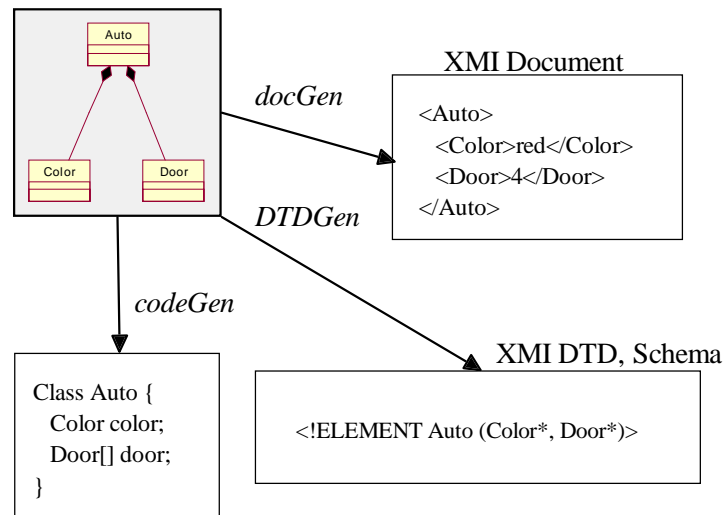 Auto
Color
Door
docGen
XMI Document
<Auto>
<Color>red</Color>
<Door>4</Door>
</Auto>
DTDGen
codeGen
XMI DTD, Schema
Class Auto {
Color color;
Door[] door;
}
<!ELEMENT Auto (Color*, Door*)>